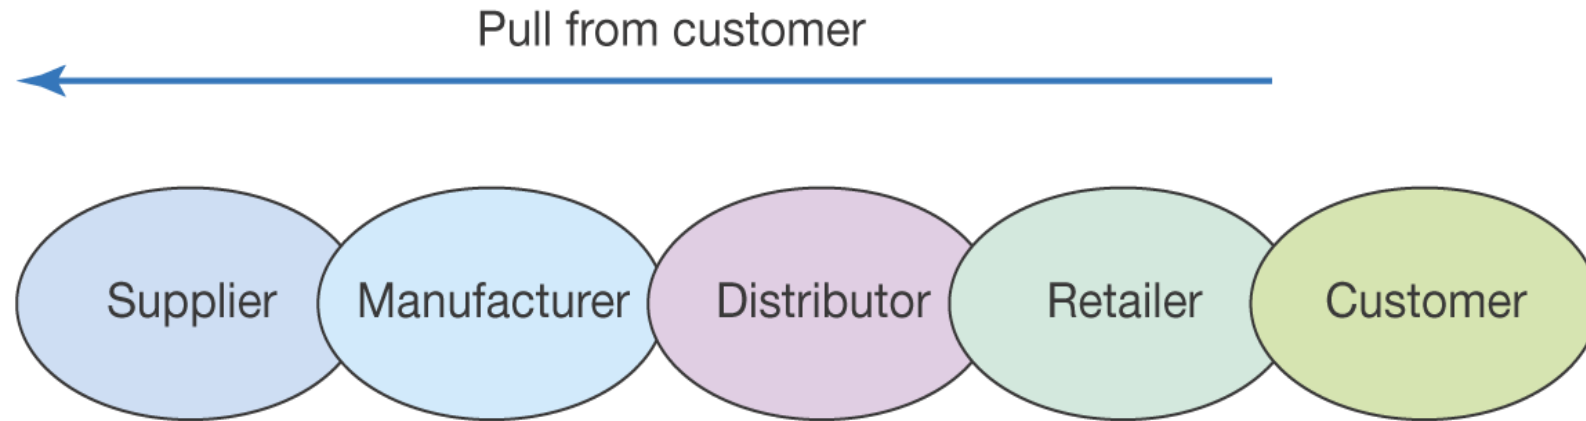 Pull from customer
Supplier
Manufacturer
Distributor
Retailer
Customer